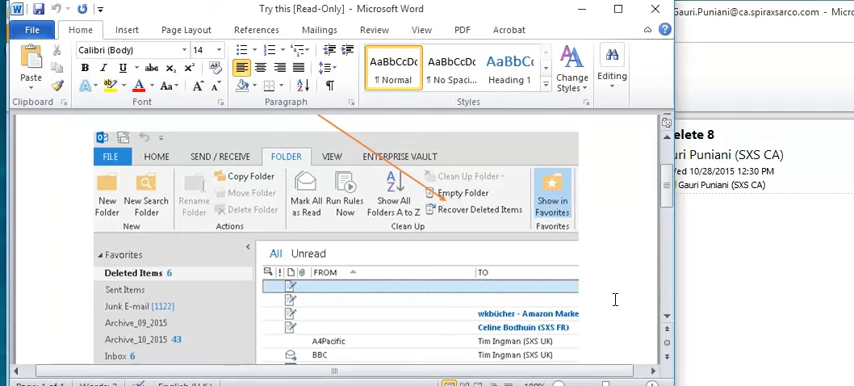 Try this [Read-Only] - Microsoft Word
File Home Insert Page Layout References Mailings Review View PDF Acrobat
Calibri (Body) 14
Paste
B I U abc x₂ x²
A Aa A A
AaBbCcDc AaBbCcDc AaBbCc
¶ Normal ¶ No Spaci... Heading 1
Change Styles Editing
Clipboard Font Paragraph Styles
FILE HOME SEND / RECEIVE FOLDER VIEW ENTERPRISE VAULT
New Folder New Search Folder
Rename Folder
Copy Folder
Move Folder
Delete Folder
Mark All as Read Run Rules Now Show All Folders A to Z
Clean Up Folder
Empty Folder
Recover Deleted Items
Show in Favorites
New Actions Clean Up Favorites
Favorites
Deleted Items 6
Sent Items
Junk E-mail [1122]
Archive_09_2015
Archive_10_2015 43
Inbox 6
All Unread
FROM TO
wkbücher - Amazon Marke
Celine Bodhuin (SXS FR)
A4Pacific Tim Ingman (SXS UK)
BBC Tim Ingman (SXS UK)
Gauri.Puniani@ca.spiraxsarco.com - Micros
elete 8
uri Puniani (SXS CA)
Wed 10/28/2015 12:30 PM
Gauri Puniani (SXS CA)